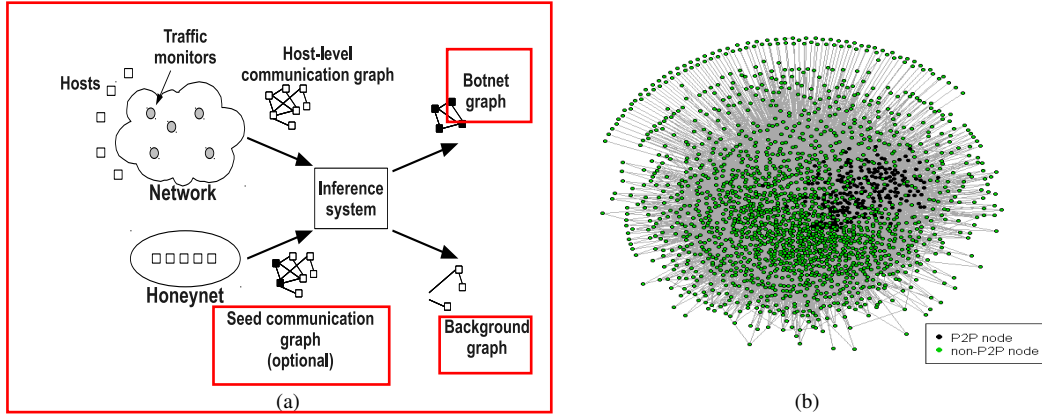 Traffic
monitors
Hosts
Host-level
communication graph
Botnet
graph
Network
Inference
system
Honeynet
Seed communication
graph
(optional)
Background
graph
(a)
P2P node
non-P2P node
(b)